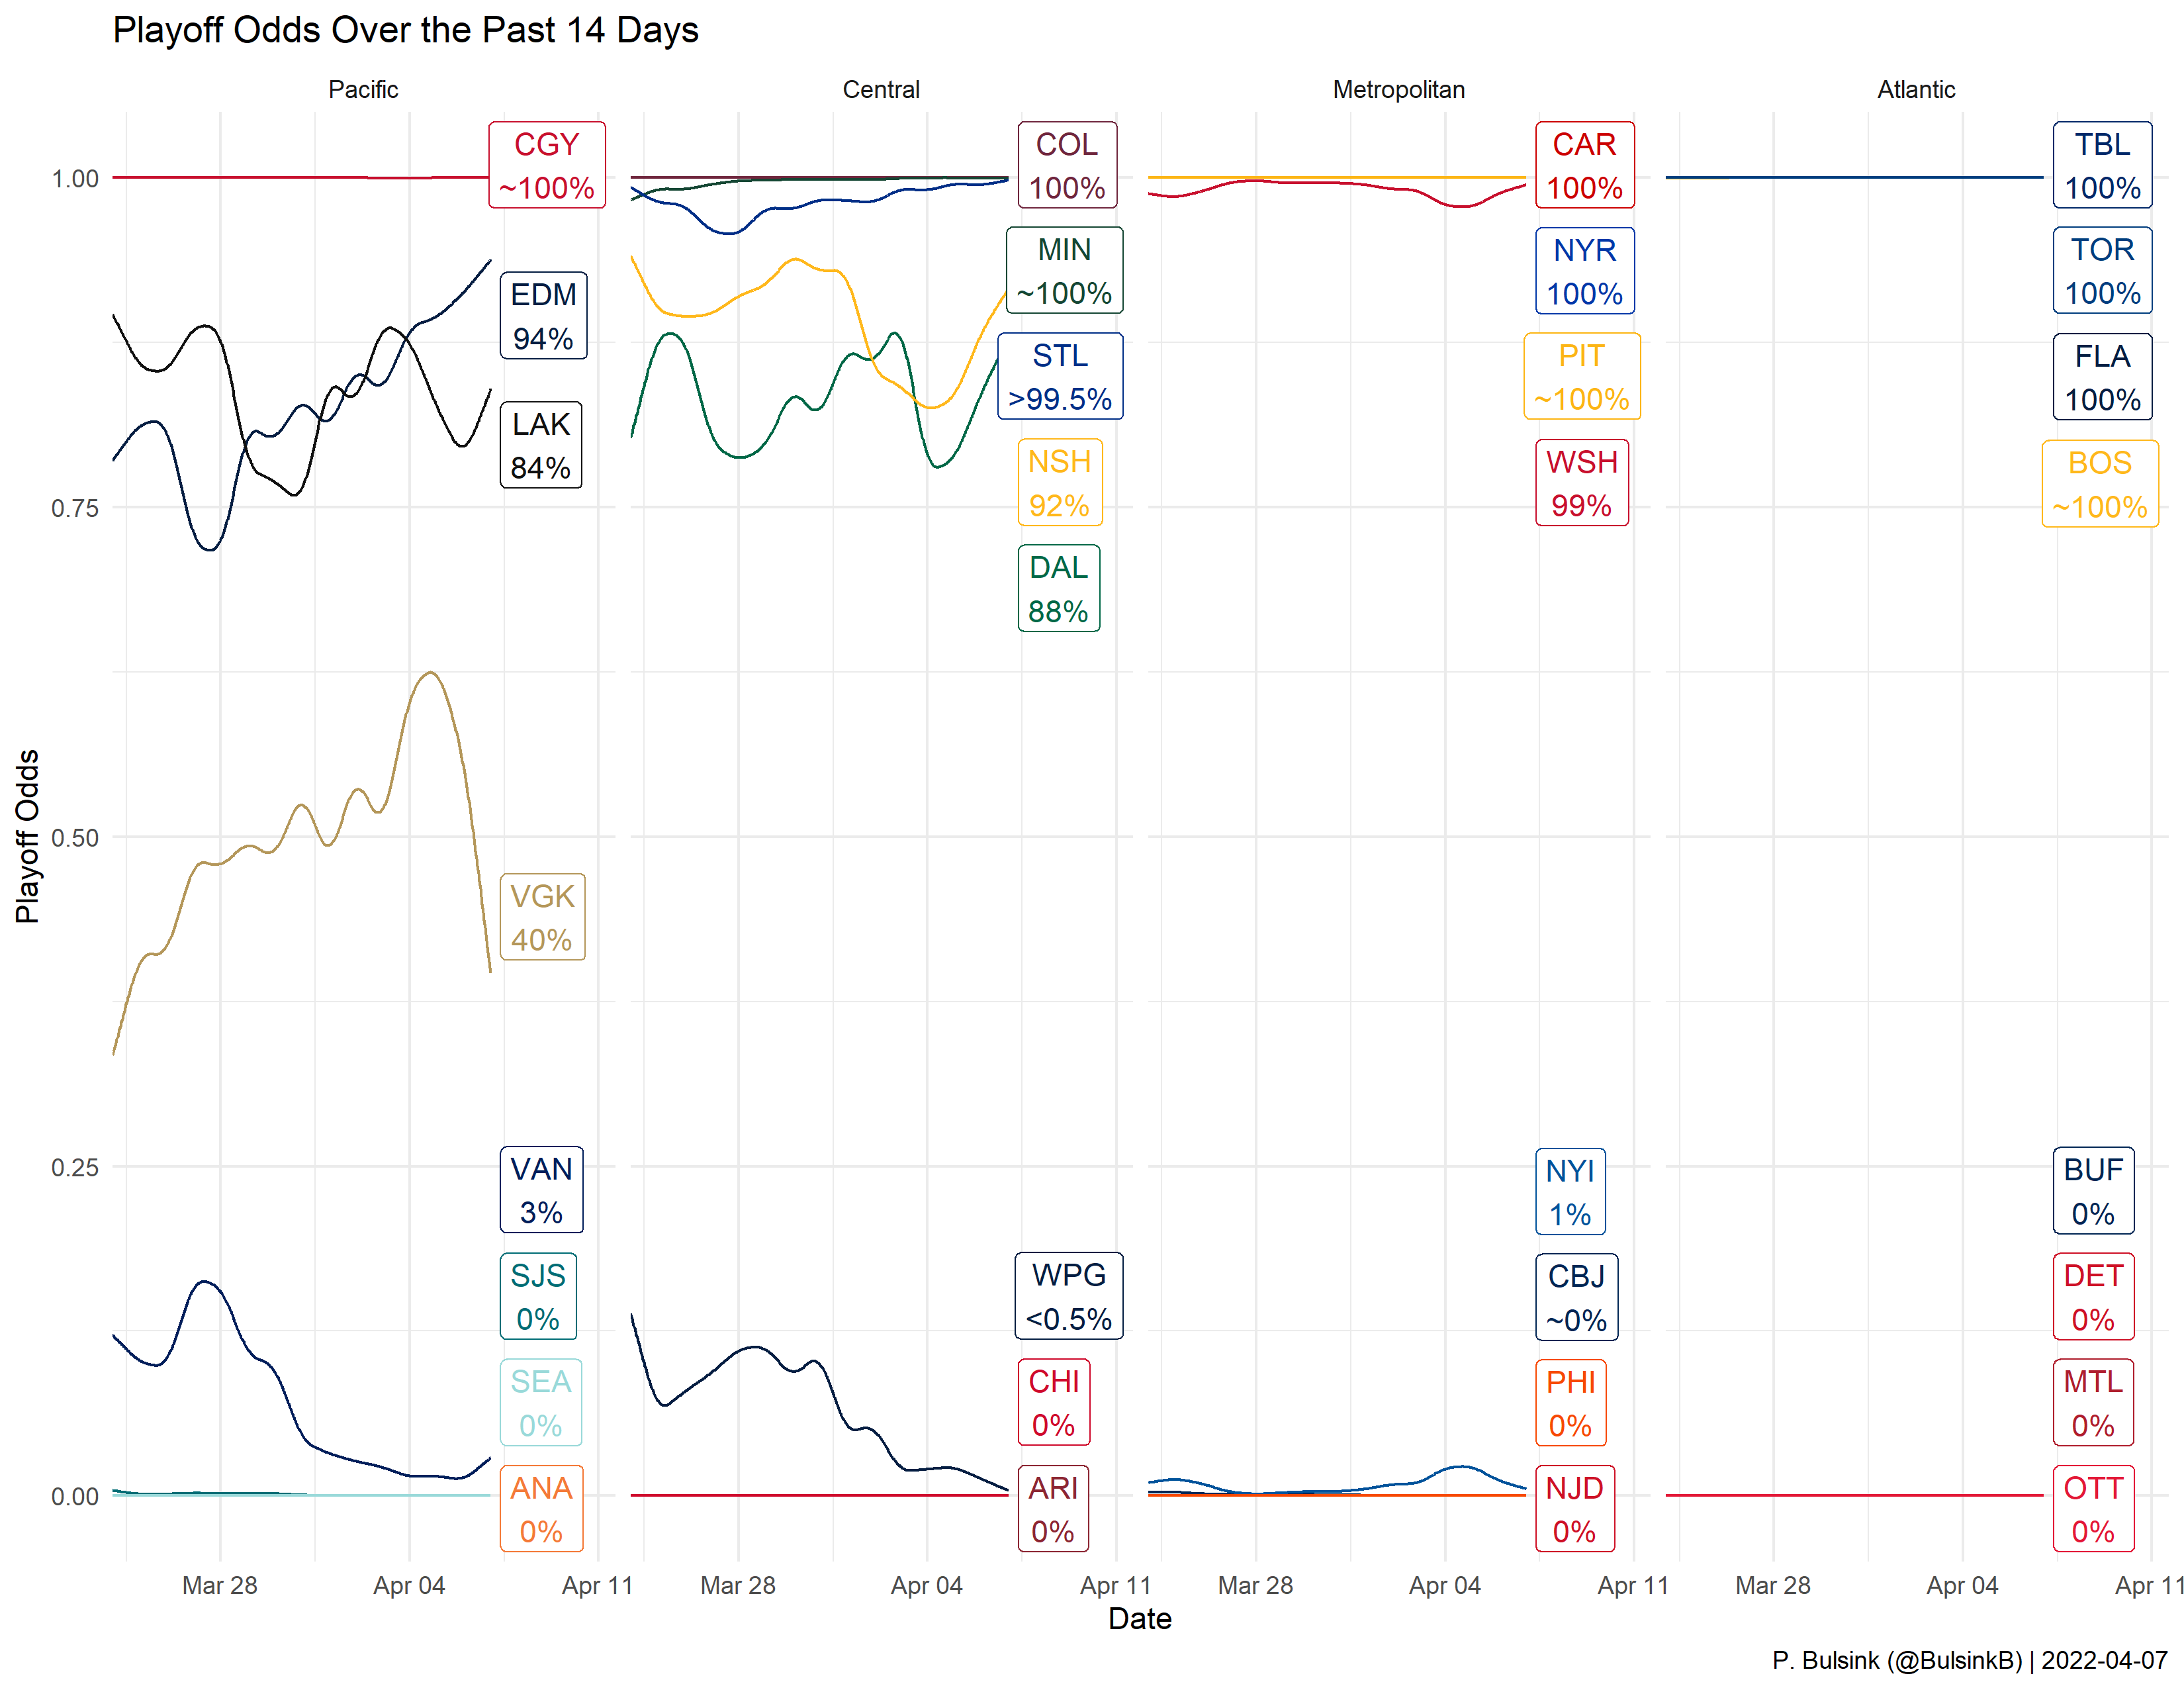 Playoff Odds Over the Past 14 Days
Pacific
Central
Metropolitan
Atlantic
Playoff Odds
1.00
0.75
0.50
0.25
0.00
CGY
~100%
EDM
94%
LAK
84%
VGK
40%
VAN
3%
SJS
0%
SEA
0%
ANA
0%
COL
100%
MIN
~100%
STL
>99.5%
NSH
92%
DAL
88%
WPG
<0.5%
CHI
0%
ARI
0%
CAR
100%
NYR
100%
PIT
~100%
WSH
99%
NYI
1%
CBJ
~0%
PHI
0%
NJD
0%
TBL
100%
TOR
100%
FLA
100%
BOS
~100%
BUF
0%
DET
0%
MTL
0%
OTT
0%
Mar 28 Apr 04 Apr 11 Mar 28 Apr 04 Apr 11 Mar 28 Apr 04 Apr 11 Mar 28 Apr 04 Apr 11
Date
P. Bulsink (@BulsinkB) | 2022-04-07